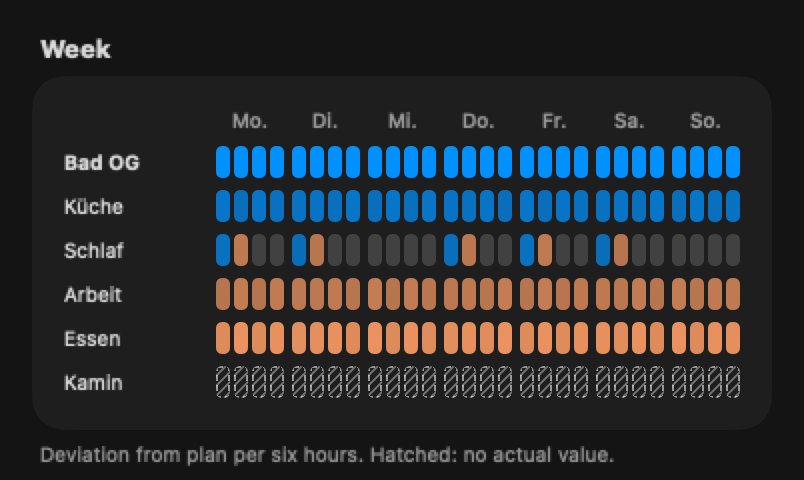 Week
Mo. Di. Mi. Do. Fr. Sa. So.
Bad OG
Küche
Schlaf
Arbeit
Essen
Kamin
Deviation from plan per six hours. Hatched: no actual value.